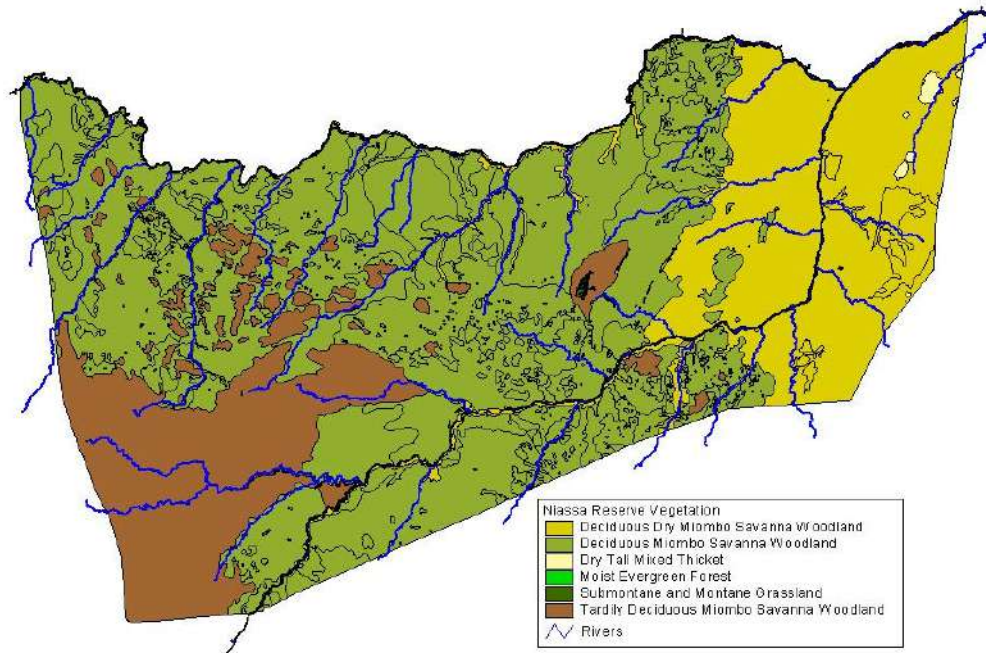 Niassa Reserve Vegetation
Deciduous Dry Miombo Savanna Woodland
Deciduous Miombo Savanna Woodland
Dry Tall Mixed Thicket
Moist Evergreen Forest
Submontane and Montane Grassland
Tardily Deciduous Miombo Savanna Woodland
Rivers